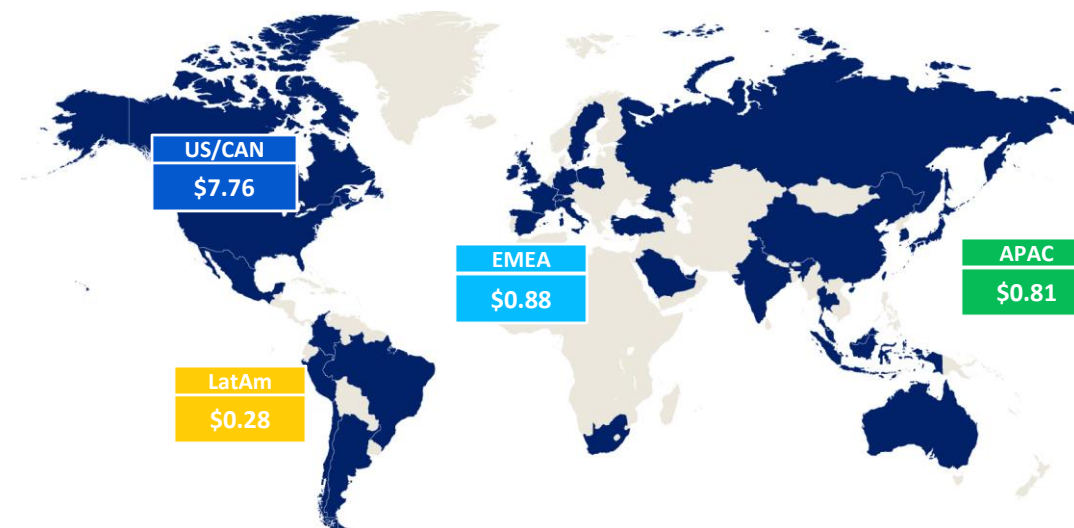 US/CAN
$7.76
EMEA
$0.88
APAC
$0.81
LatAm
$0.28